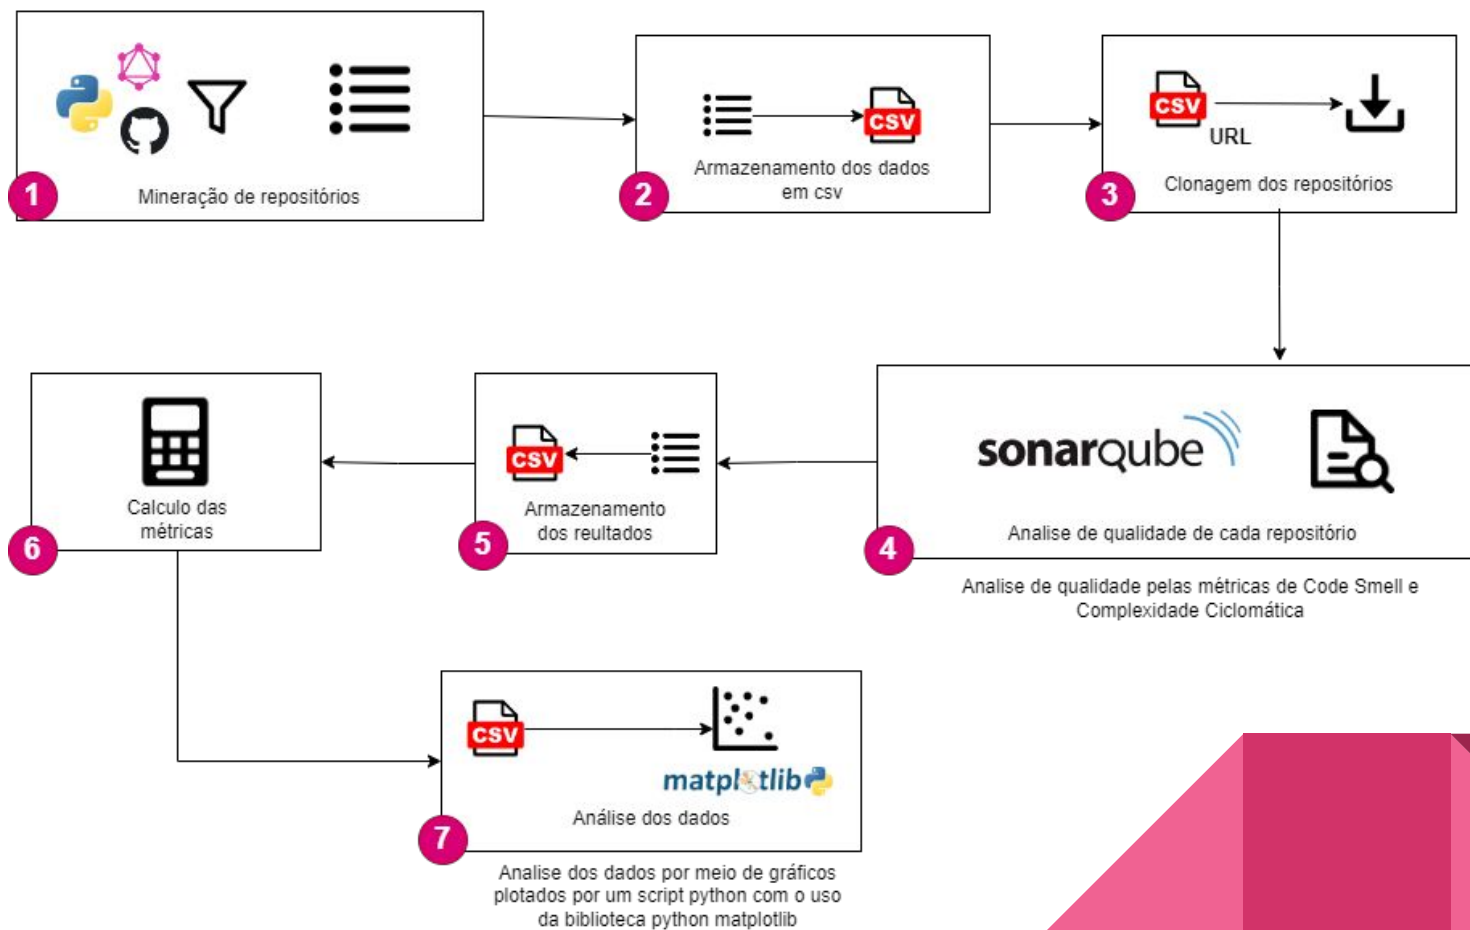 1
Mineração de repositórios
CSV
2
Armazenamento dos dados
em csv
CSV
URL
3
Clonagem dos repositórios
sonarqube
4
Analise de qualidade de cada repositório
Analise de qualidade pelas métricas de Code Smell e
Complexidade Ciclomática
CSV
5
Armazenamento
dos reultados
Calculo das
métricas
6
CSV
matplotlib
Análise dos dados
7
Analise dos dados por meio de gráficos
plotados por um script python com o uso
da biblioteca python matplotlib